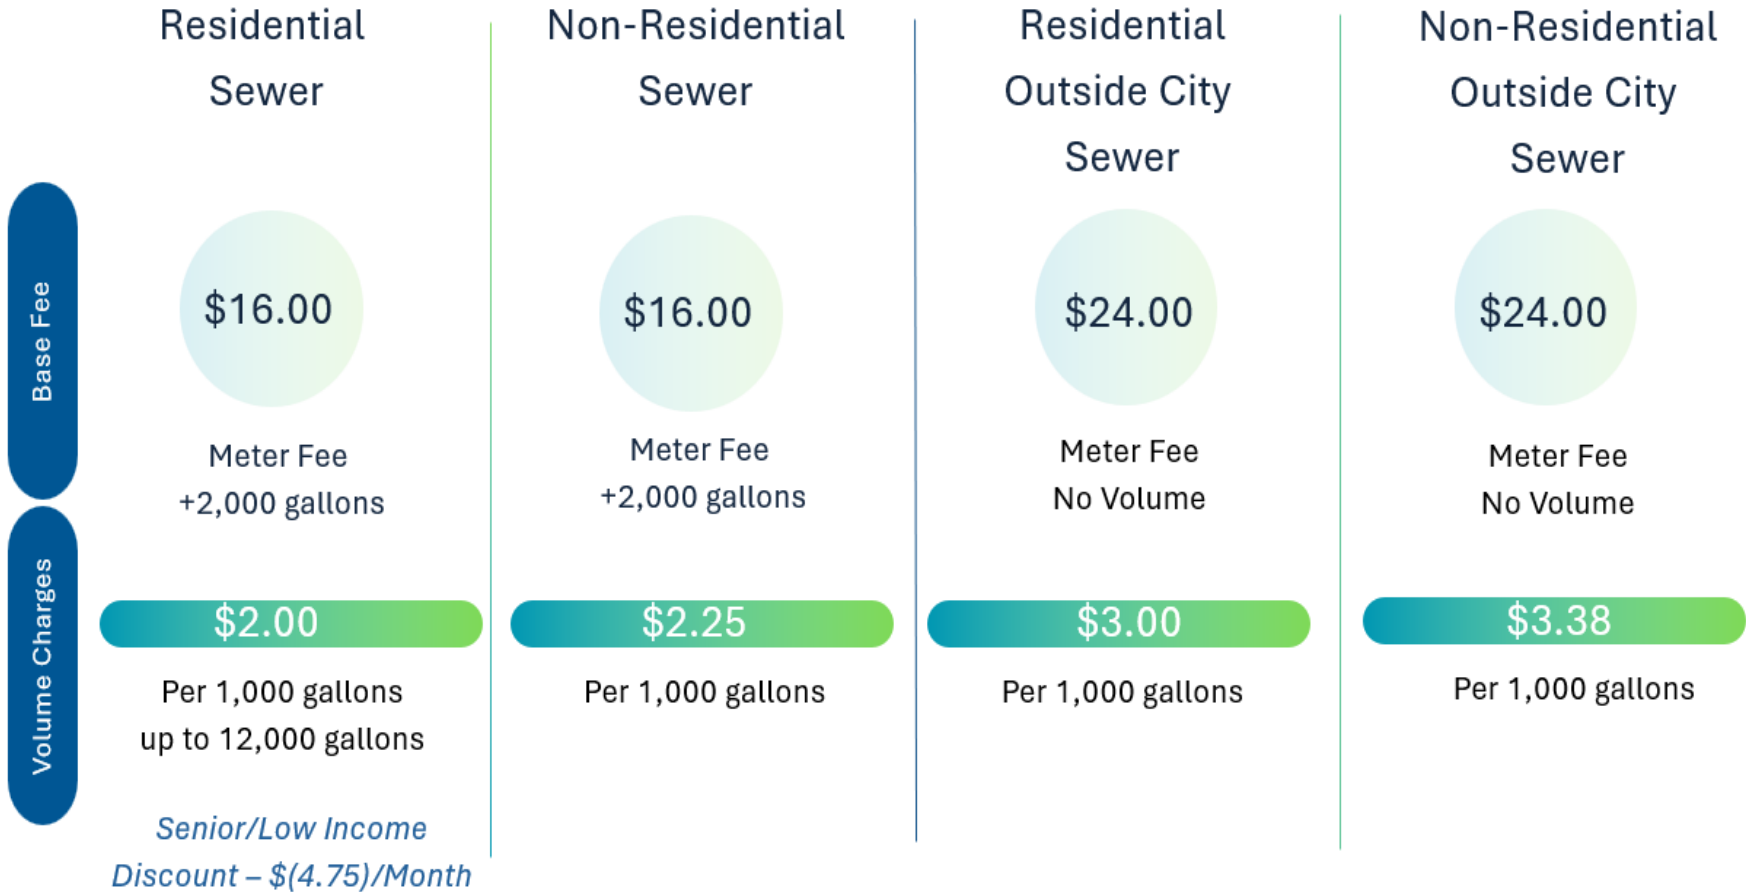 Residential
Sewer
Non-Residential
Sewer
Residential
Outside City
Sewer
Non-Residential
Outside City
Sewer
Base Fee
$16.00
Meter Fee
+2,000 gallons
$16.00
Meter Fee
+2,000 gallons
$24.00
Meter Fee
No Volume
$24.00
Meter Fee
No Volume
Volume Charges
$2.00
Per 1,000 gallons
up to 12,000 gallons
Senior/Low Income
Discount – $(4.75)/Month
$2.25
Per 1,000 gallons
$3.00
Per 1,000 gallons
$3.38
Per 1,000 gallons